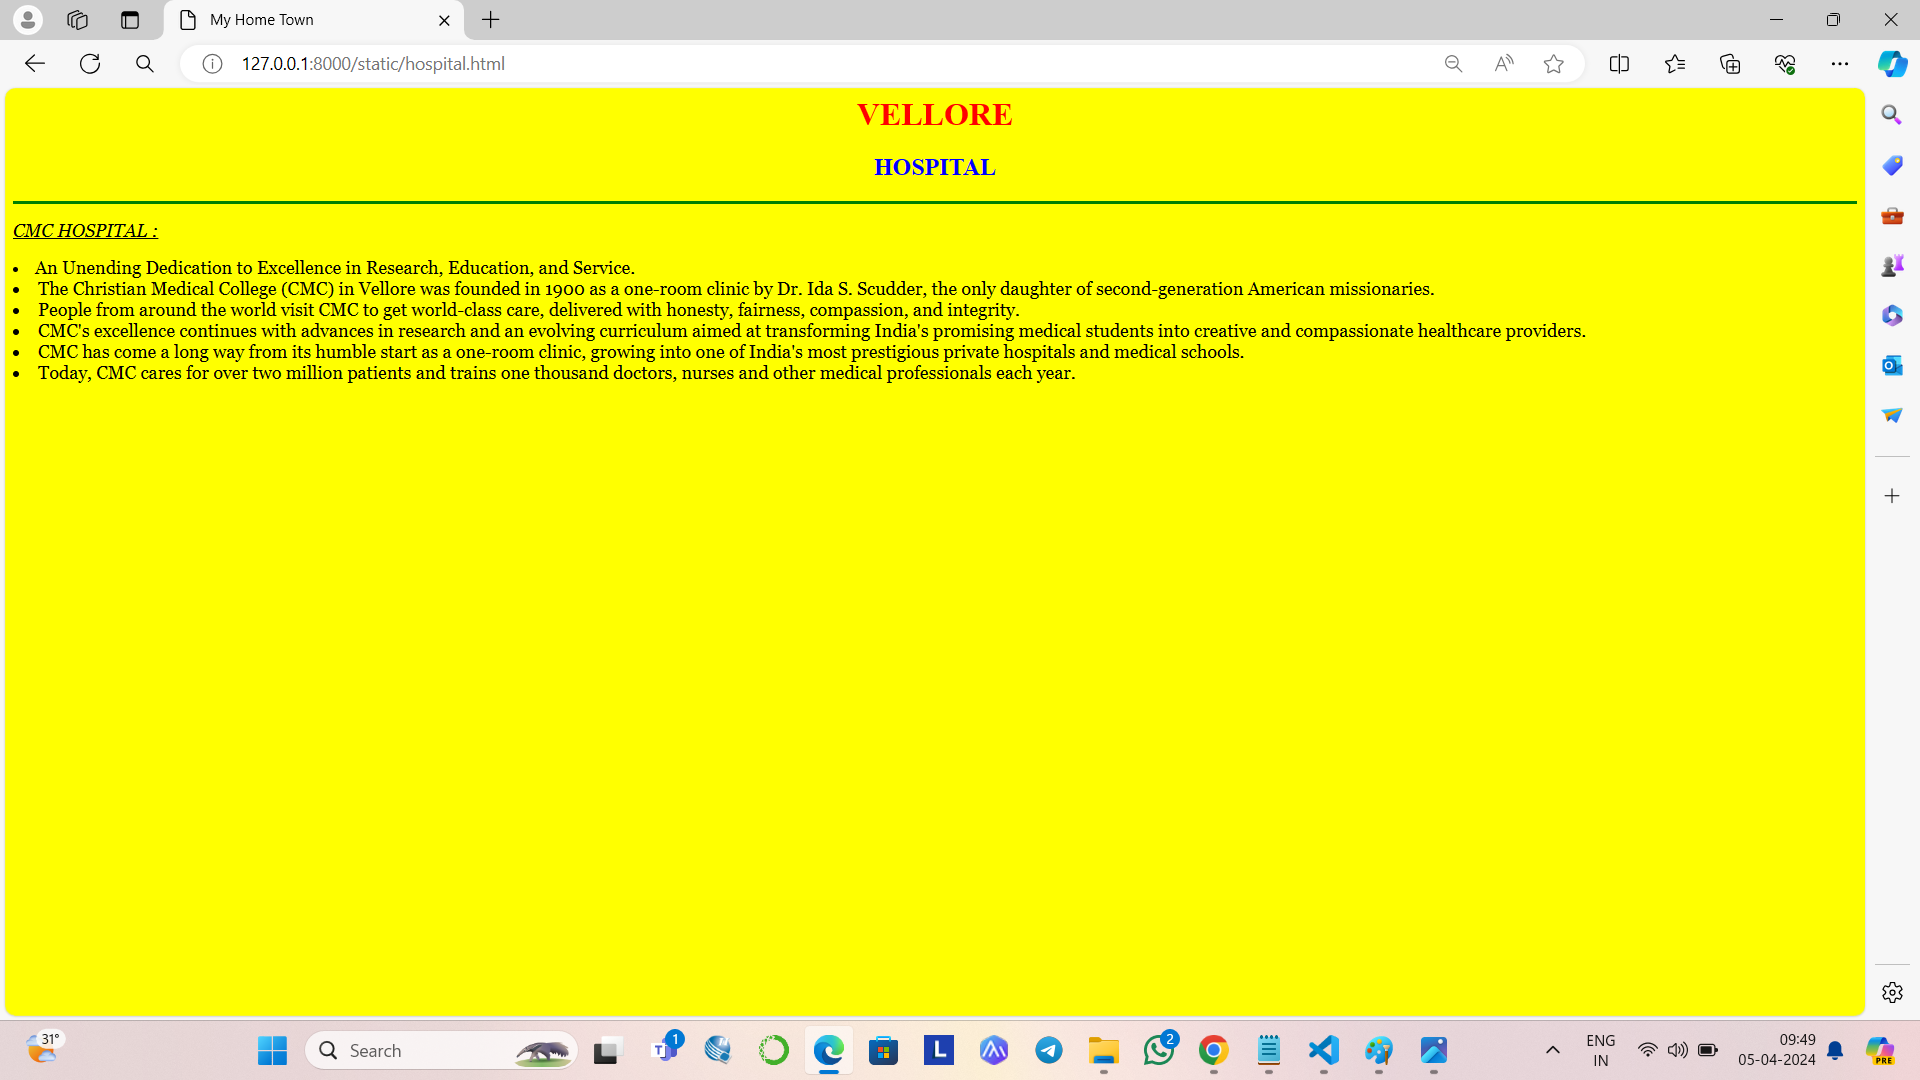 My Home Town
127.0.0.1:8000/static/hospital.html
VELLORE
HOSPITAL
CMC HOSPITAL :
• An Unending Dedication to Excellence in Research, Education, and Service.
• The Christian Medical College (CMC) in Vellore was founded in 1900 as a one-room clinic by Dr. Ida S. Scudder, the only daughter of second-generation American missionaries.
• People from around the world visit CMC to get world-class care, delivered with honesty, fairness, compassion, and integrity.
• CMC's excellence continues with advances in research and an evolving curriculum aimed at transforming India's promising medical students into creative and compassionate healthcare providers.
• CMC has come a long way from its humble start as a one-room clinic, growing into one of India's most prestigious private hospitals and medical schools.
• Today, CMC cares for over two million patients and trains one thousand doctors, nurses and other medical professionals each year.
31°
Search
1
L
2
ENG
IN
09:49
05-04-2024
PRE